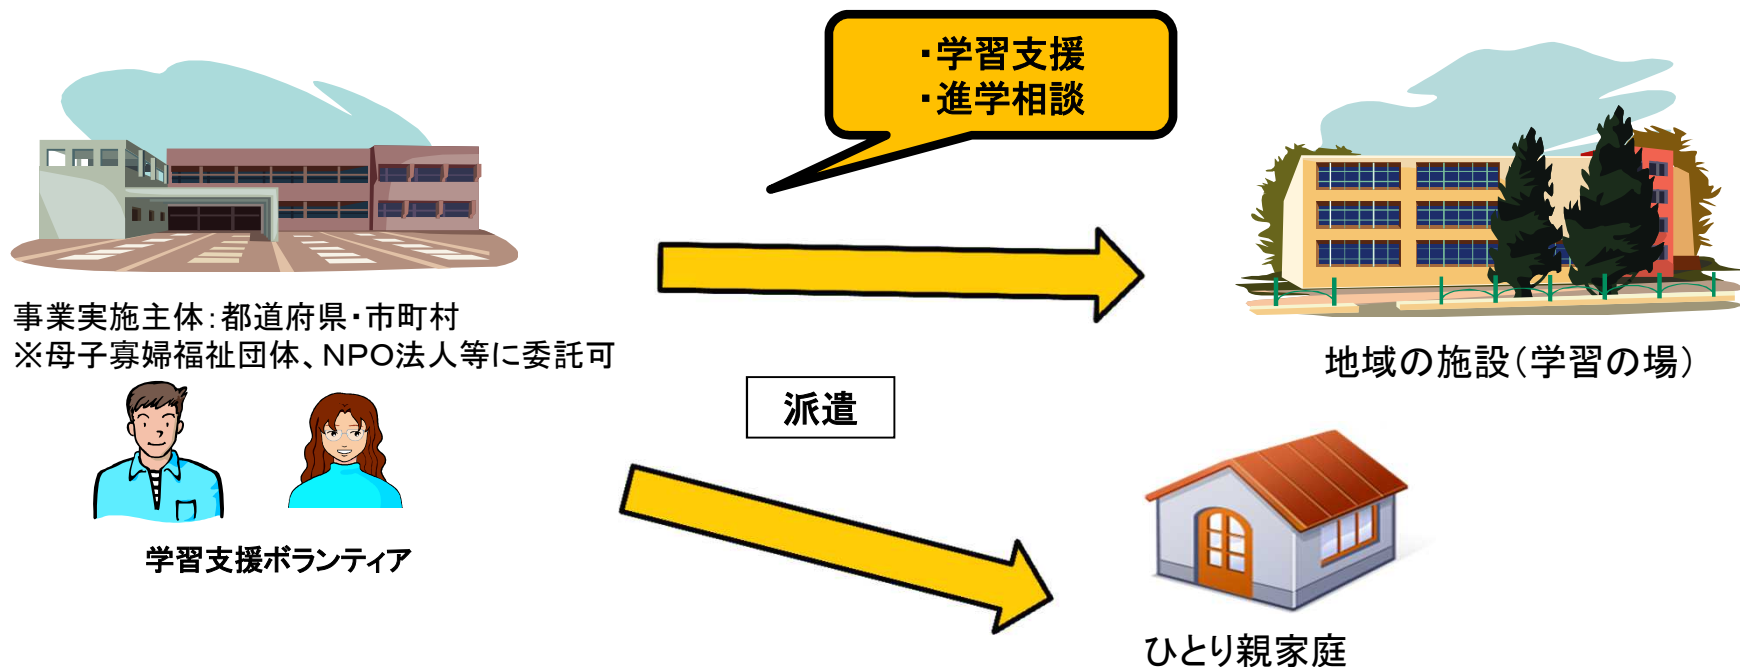 ・学習支援
・進学相談
事業実施主体：都道府県・市町村
※母子寡婦福祉団体、NPO法人等に委託可
地域の施設（学習の場）
派遣
学習支援ボランティア
ひとり親家庭